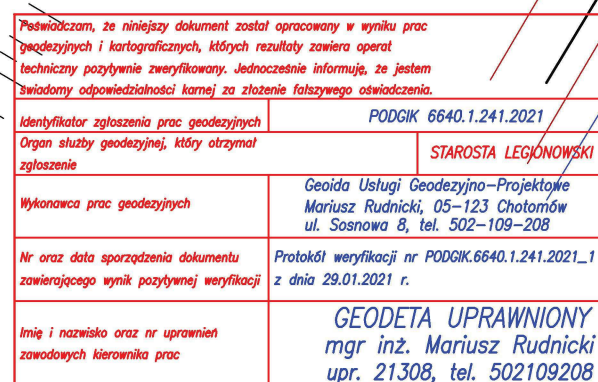 Poświadczam, że niniejszy dokument został opracowany w wyniku prac
geodezyjnych i kartograficznych, których rezultaty zawiera operat
techniczny pozytywnie zweryfikowany. Jednocześnie informuję, że jestem
świadomy odpowiedzialności karnej za złożenie fałszywego oświadczenia.
Identyfikator zgłoszenia prac geodezyjnych
PODGIK 6640.1.241.2021
Organ służby geodezyjnej, który otrzymał
zgłoszenie
STAROSTA LEGIONOWSKI
Wykonawca prac geodezyjnych
Geoida Usługi Geodezyjno-Projektowe
Mariusz Rudnicki, 05-123 Chotomów
ul. Sosnowa 8, tel. 502-109-208
Nr oraz data sporządzenia dokumentu
zawierającego wynik pozytywnej weryfikacji
Protokół weryfikacji nr PODGIK.6640.1.241.2021_1
z dnia 29.01.2021 r.
Imię i nazwisko oraz nr uprawnień
zawodowych kierownika prac
GEODETA UPRAWNIONY
mgr inż. Mariusz Rudnicki
upr. 21308, tel. 502109208